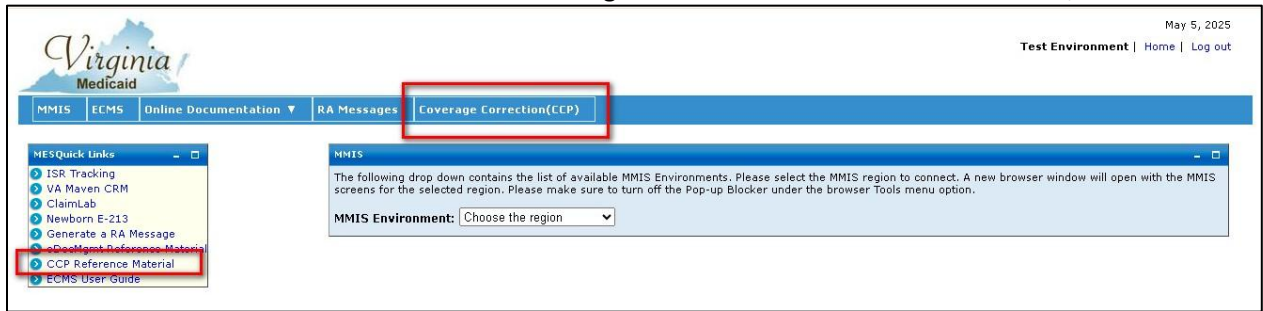 May 5, 2025
Virginia
Medicaid
Test Environment | Home | Log out
MMIS ECMS Online Documentation ▼ RA Messages Coverage Correction(CCP)
MESQuick Links
ISR Tracking
VA Maven CRM
ClaimLab
Newborn E-213
Generate a RA Message
eDocMgmt Reference Material
CCP Reference Material
ECMS User Guide
MMIS
The following drop down contains the list of available MMIS Environments. Please select the MMIS region to connect. A new browser window will open with the MMIS
screens for the selected region. Please make sure to turn off the Pop-up Blocker under the browser Tools menu option.
MMIS Environment: Choose the region